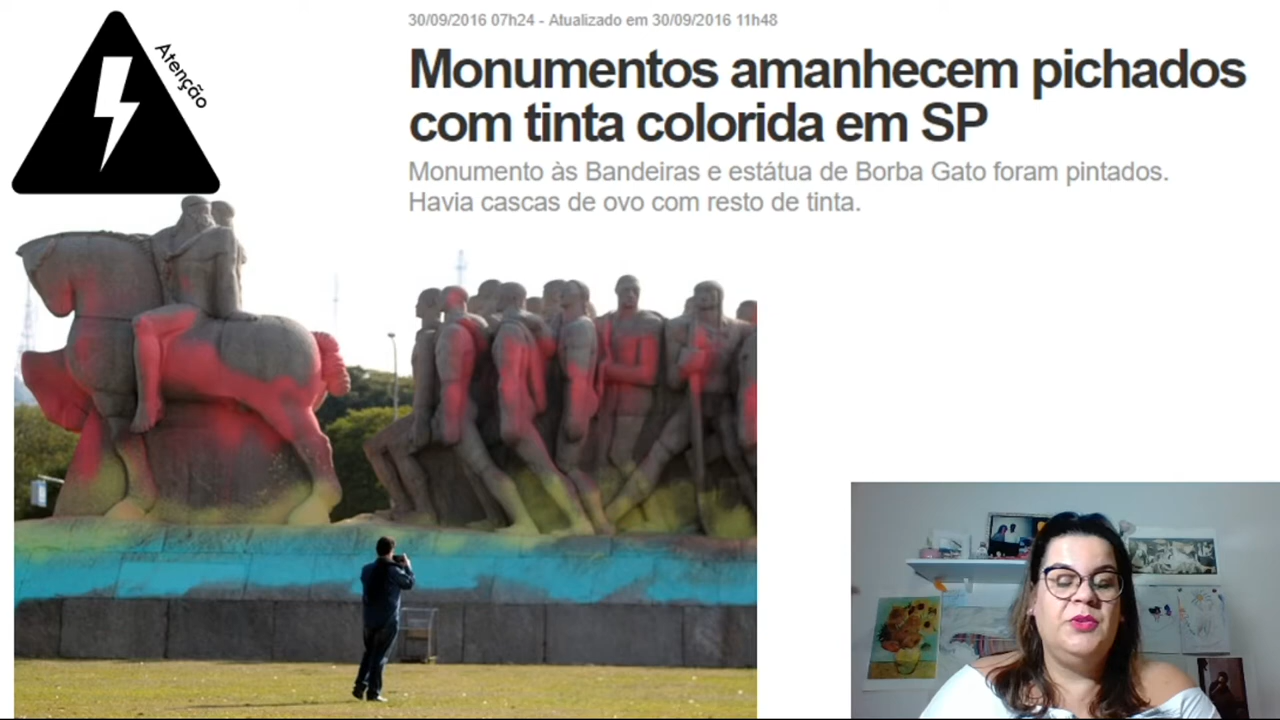 Atenção
30/09/2016 07h24 - Atualizado em 30/09/2016 11h48
Monumentos amanhecem pichados
com tinta colorida em SP
Monumento às Bandeiras e estátua de Borba Gato foram pintados.
Havia cascas de ovo com resto de tinta.